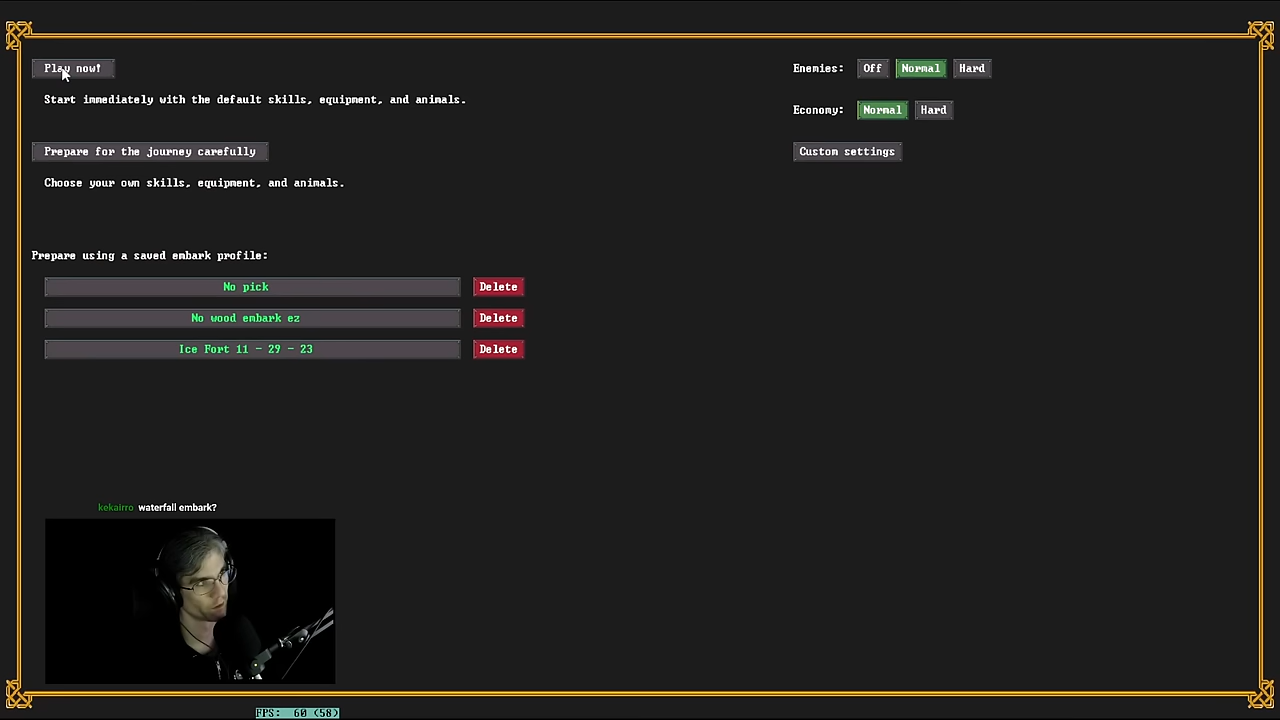 Play now!
Start immediately with the default skills, equipment, and animals.
Prepare for the journey carefully
Choose your own skills, equipment, and animals.
Enemies: Off Normal Hard
Economy: Normal Hard
Custom settings
Prepare using a saved embark profile:
No pick Delete
No wood embark ez Delete
Ice Fort 11 - 29 - 23 Delete
kekairro waterfall embark?
FPS: 60 (58)